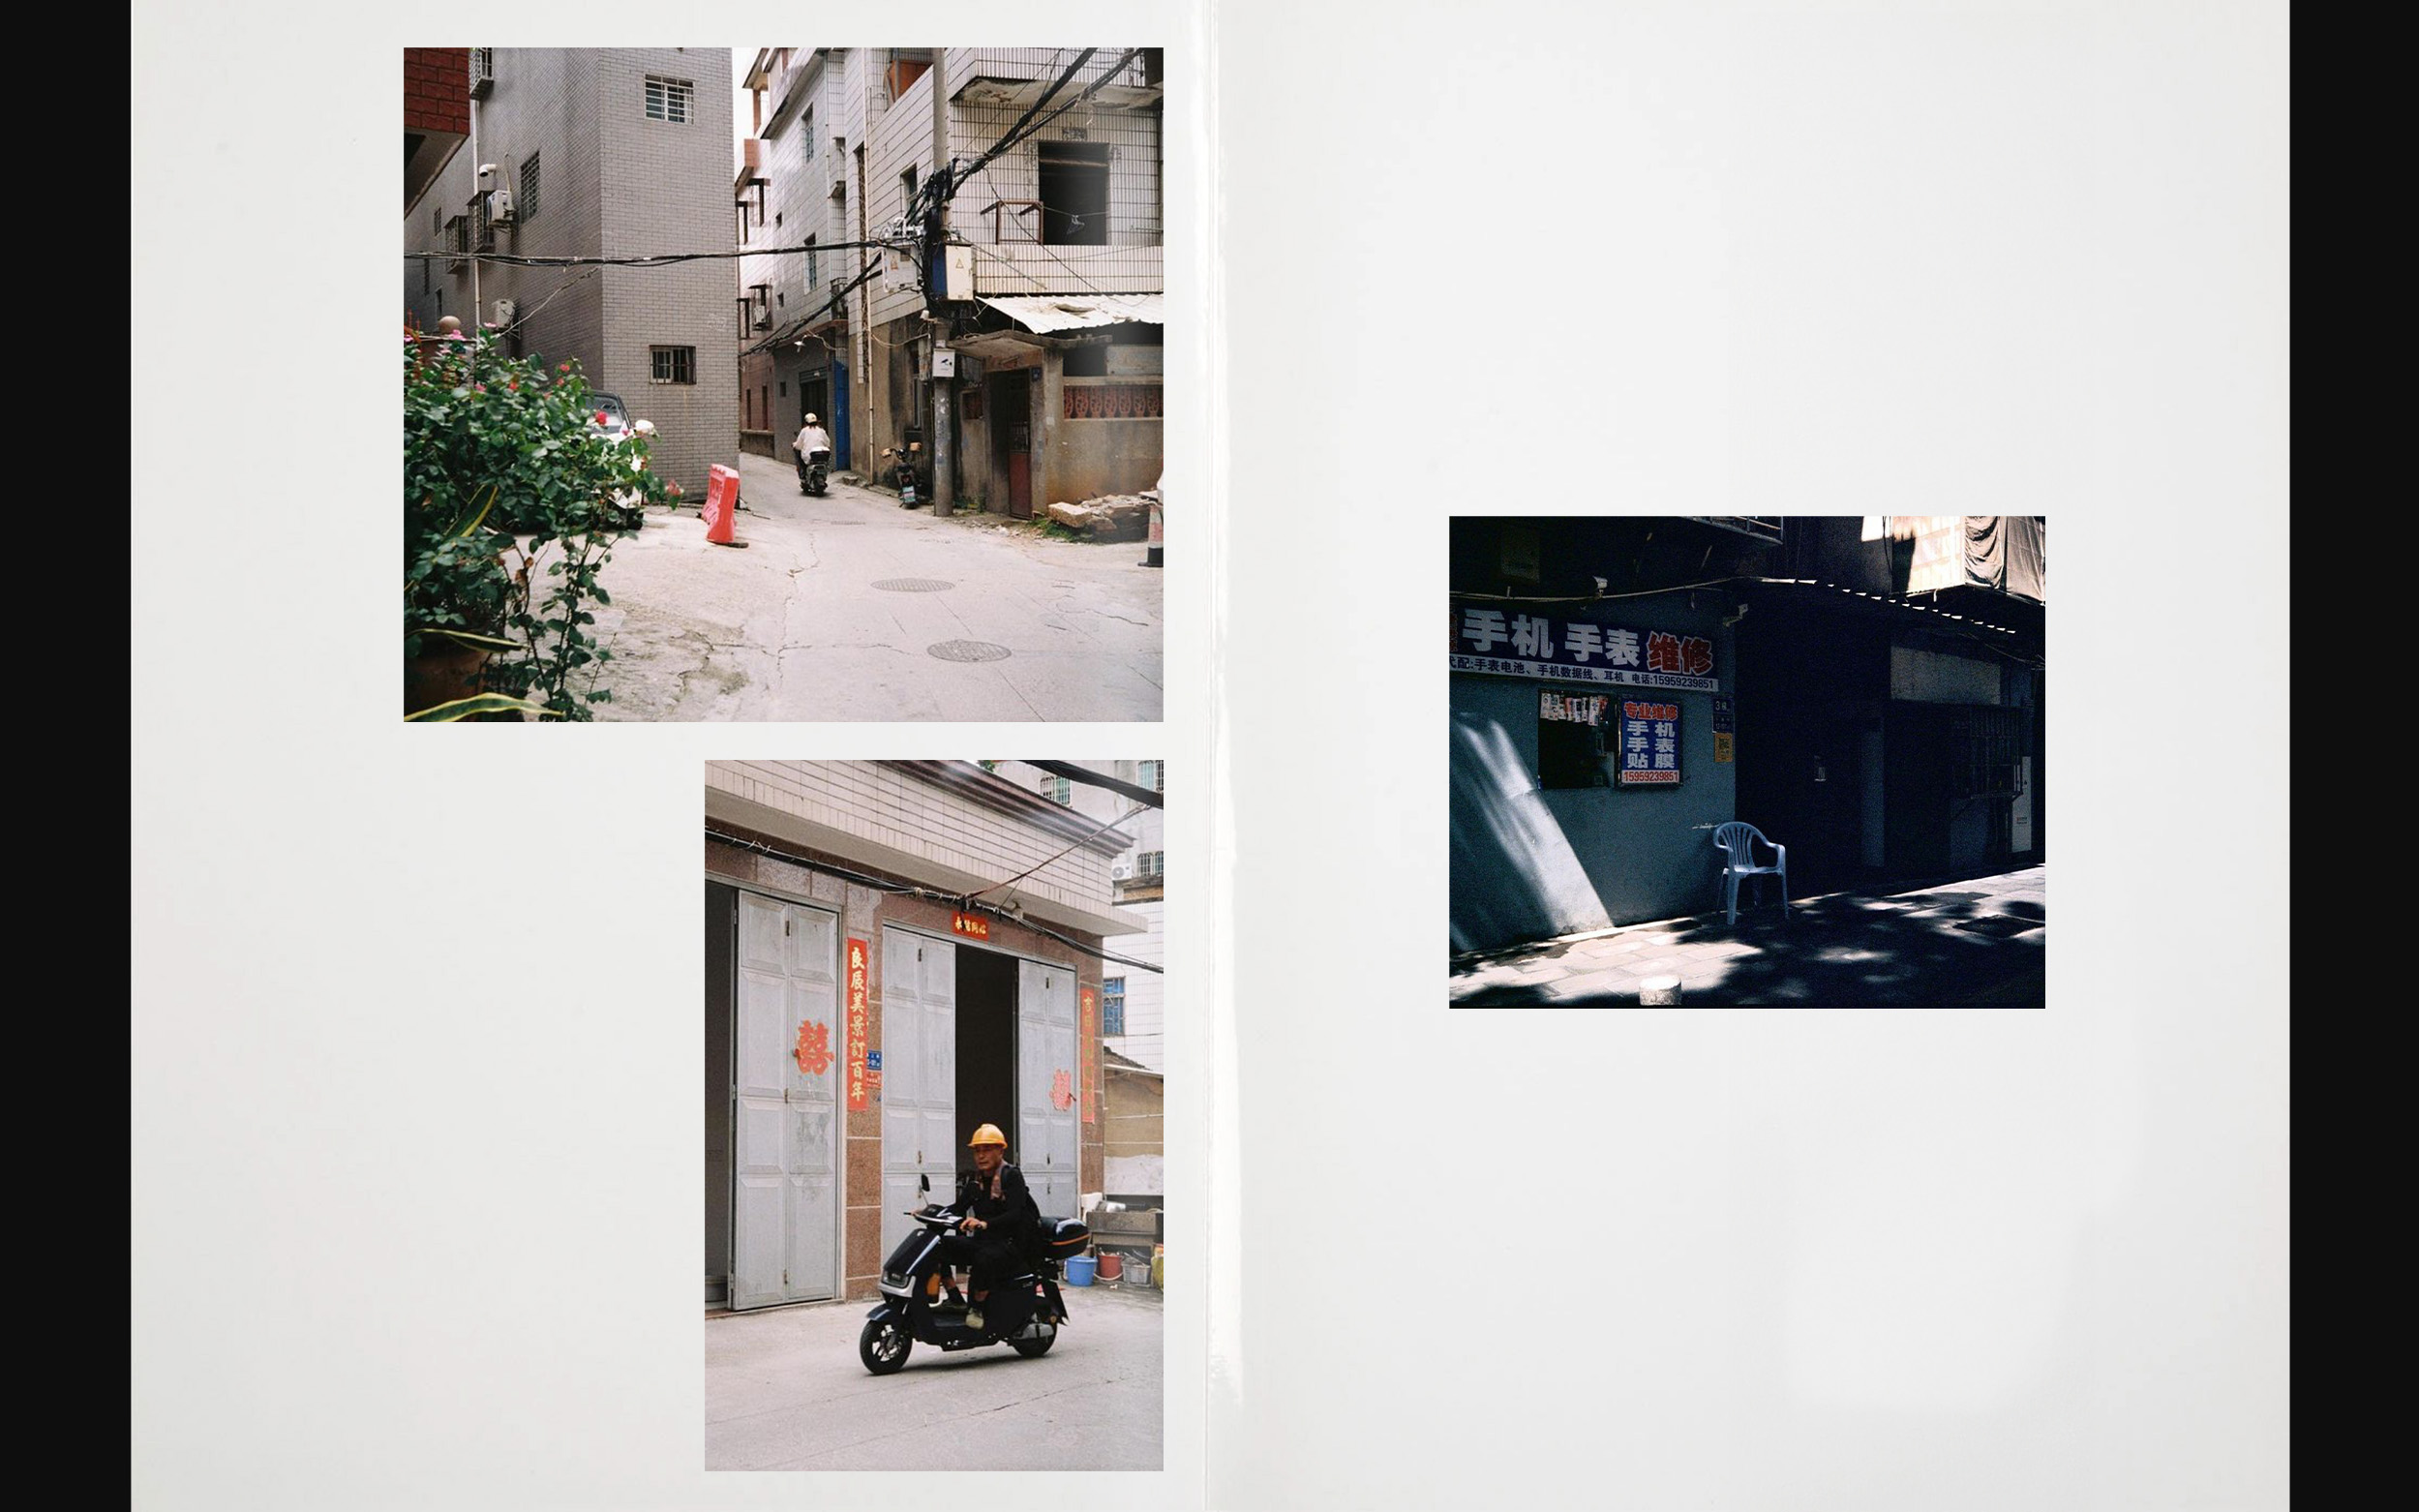 良辰美景訂百年
囍
囍
手机 手表 维修
代配:手表电池、手机数据线、耳机 电话:15959239851
专业维修
手机
手表
贴膜
15959239851